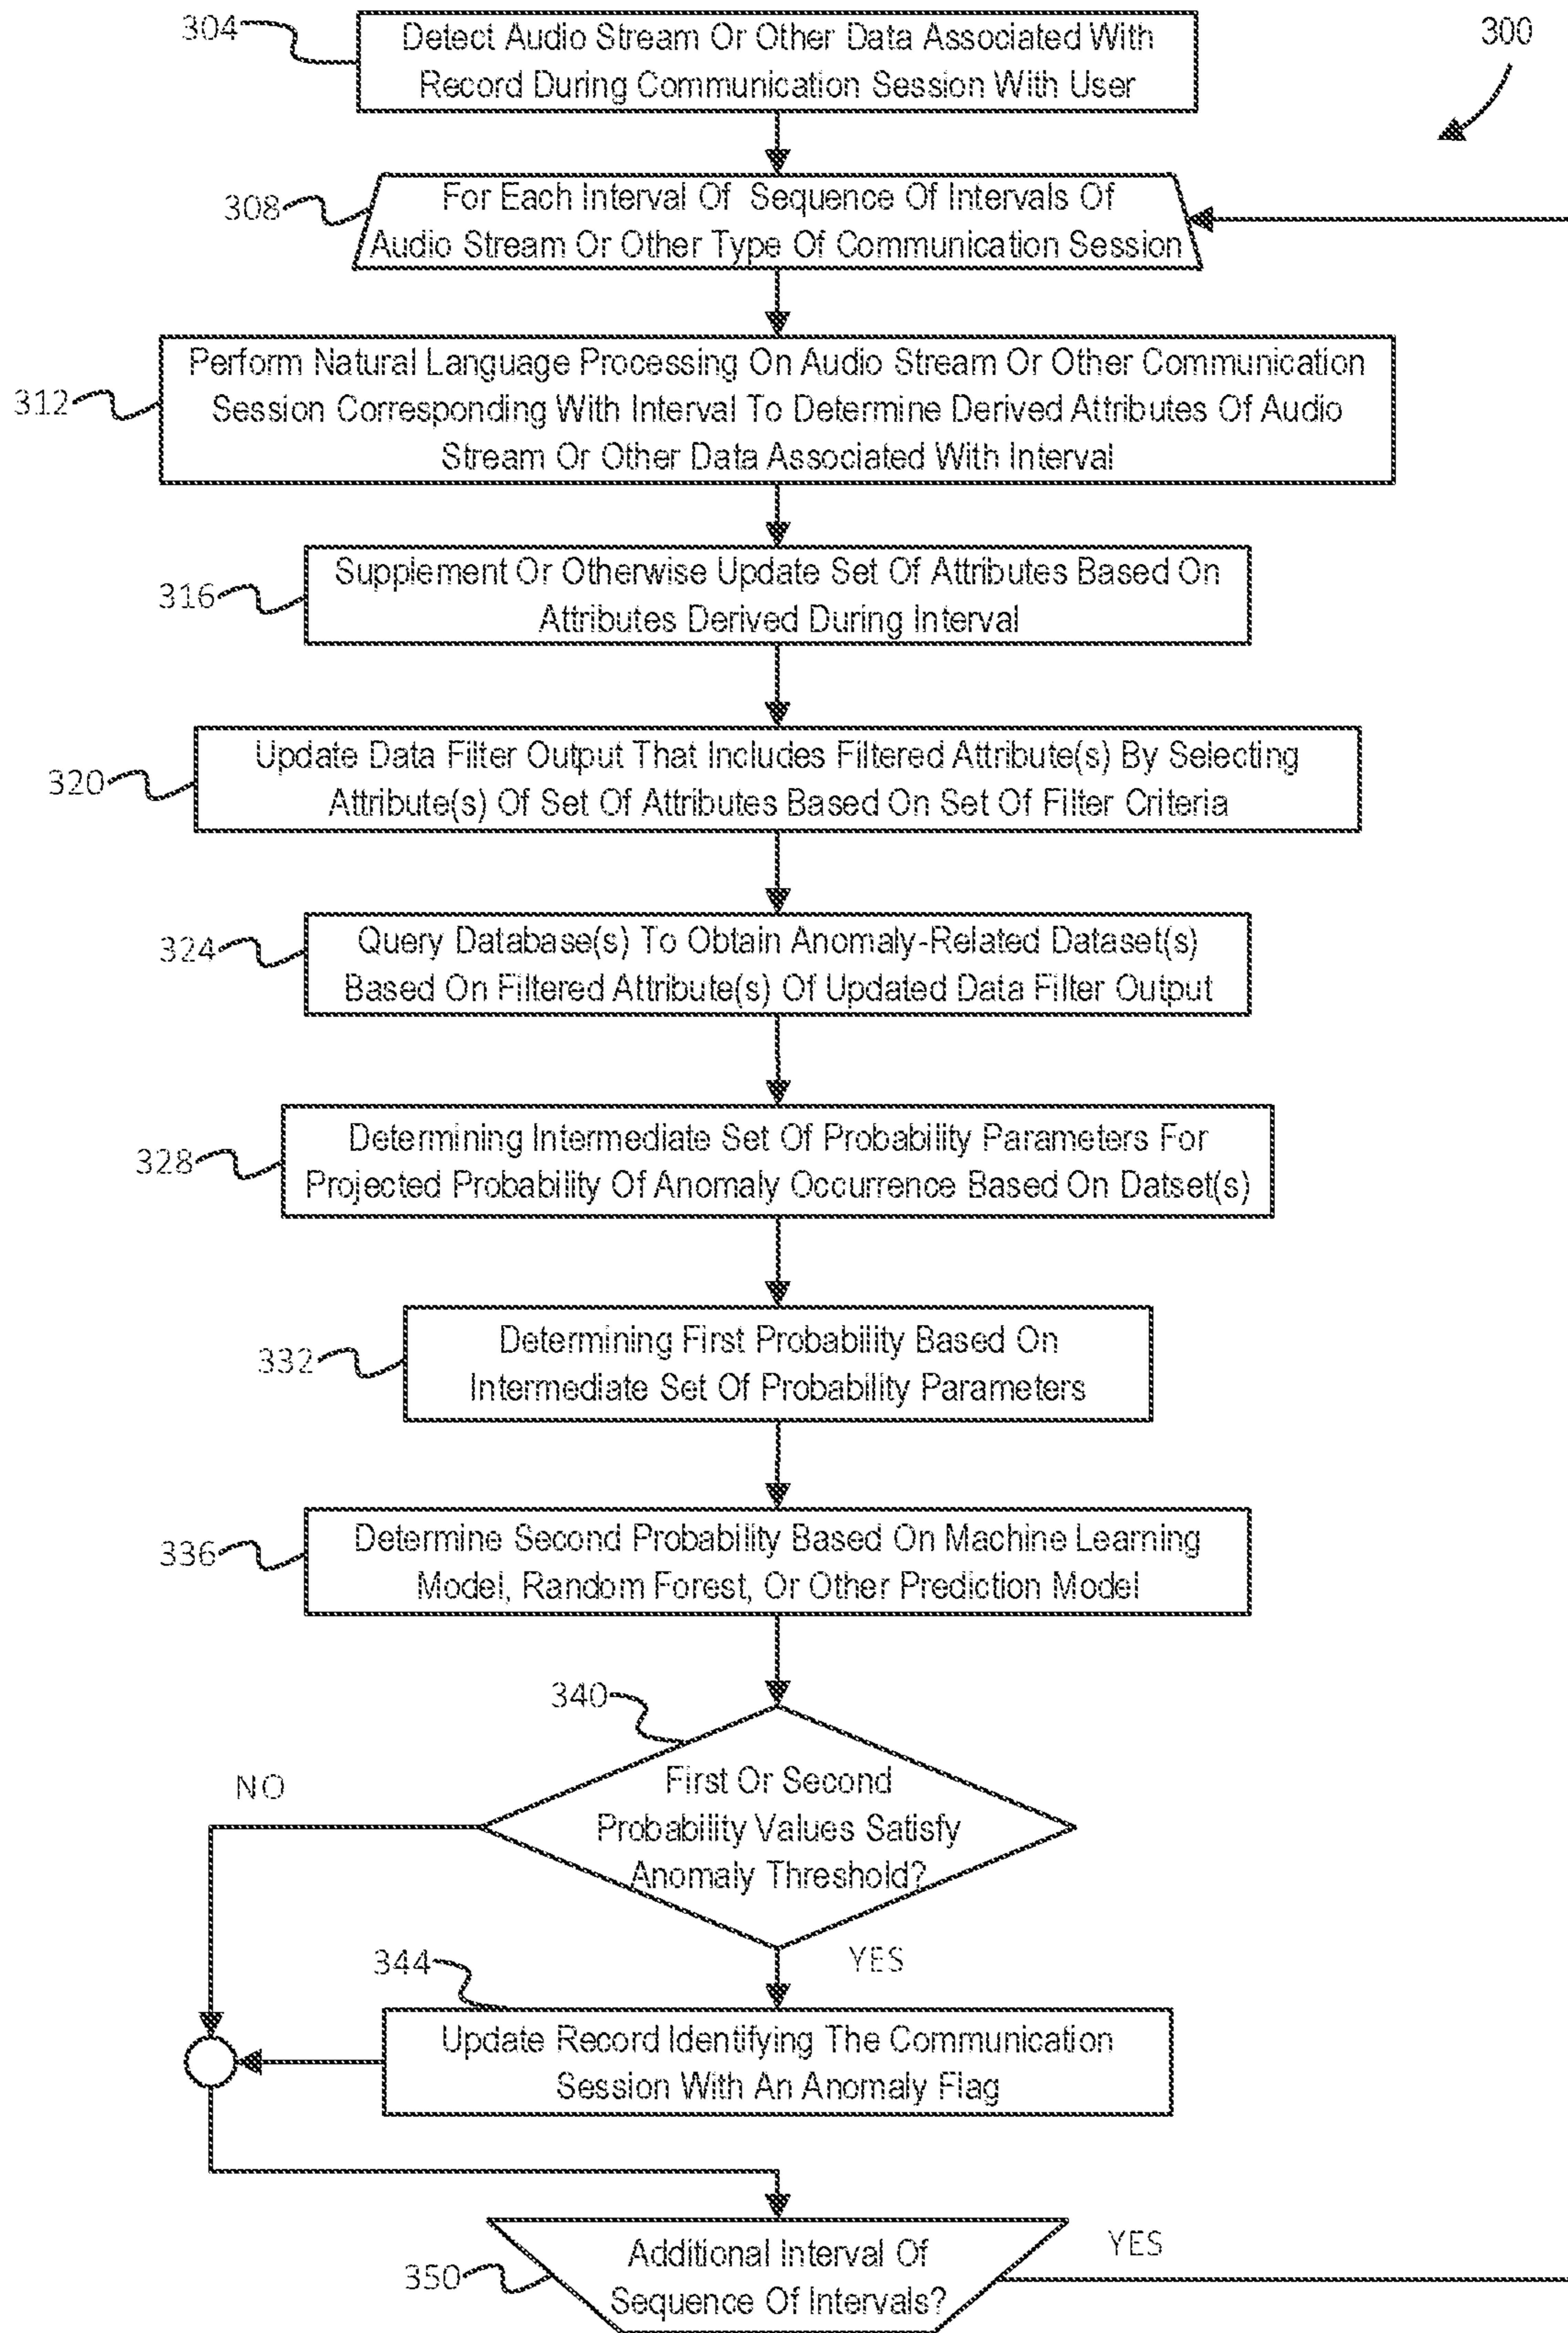 304
Detect Audio Stream Or Other Data Associated With
Record During Communication Session With User
300
308
For Each Interval Of Sequence Of Intervals Of
Audio Stream Or Other Type Of Communication Session
312
Perform Natural Language Processing On Audio Stream Or Other Communication
Session Corresponding With Interval To Determine Derived Attributes Of Audio
Stream Or Other Data Associated With Interval
316
Supplement Or Otherwise Update Set Of Attributes Based On
Attributes Derived During Interval
320
Update Data Filter Output That Includes Filtered Attribute(s) By Selecting
Attribute(s) Of Set Of Attributes Based On Set Of Filter Criteria
324
Query Database(s) To Obtain Anomaly-Related Dataset(s)
Based On Filtered Attribute(s) Of Updated Data Filter Output
328
Determining Intermediate Set Of Probability Parameters For
Projected Probability Of Anomaly Occurrence Based On Datset(s)
332
Determining First Probability Based On
Intermediate Set Of Probability Parameters
336
Determine Second Probability Based On Machine Learning
Model, Random Forest, Or Other Prediction Model
340
First Or Second
Probability Values Satisfy
Anomaly Threshold?
NO
YES
344
Update Record Identifying The Communication
Session With An Anomaly Flag
350
Additional Interval Of
Sequence Of Intervals?
YES